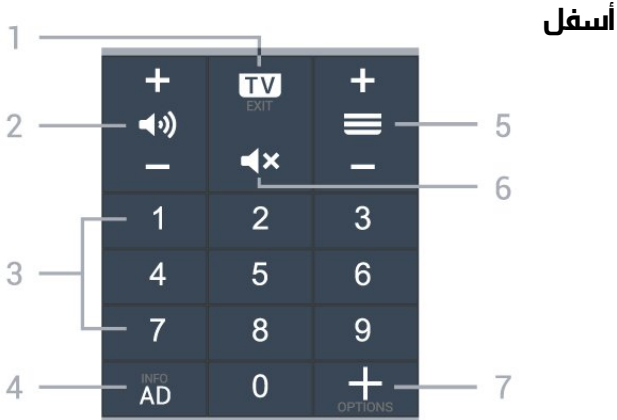 أسفل
1
+ TV +
EXIT
2 5
− −
6
1 2 3
3
4 5 6
7 8 9
INFO
4 AD 0 + 7
OPTIONS